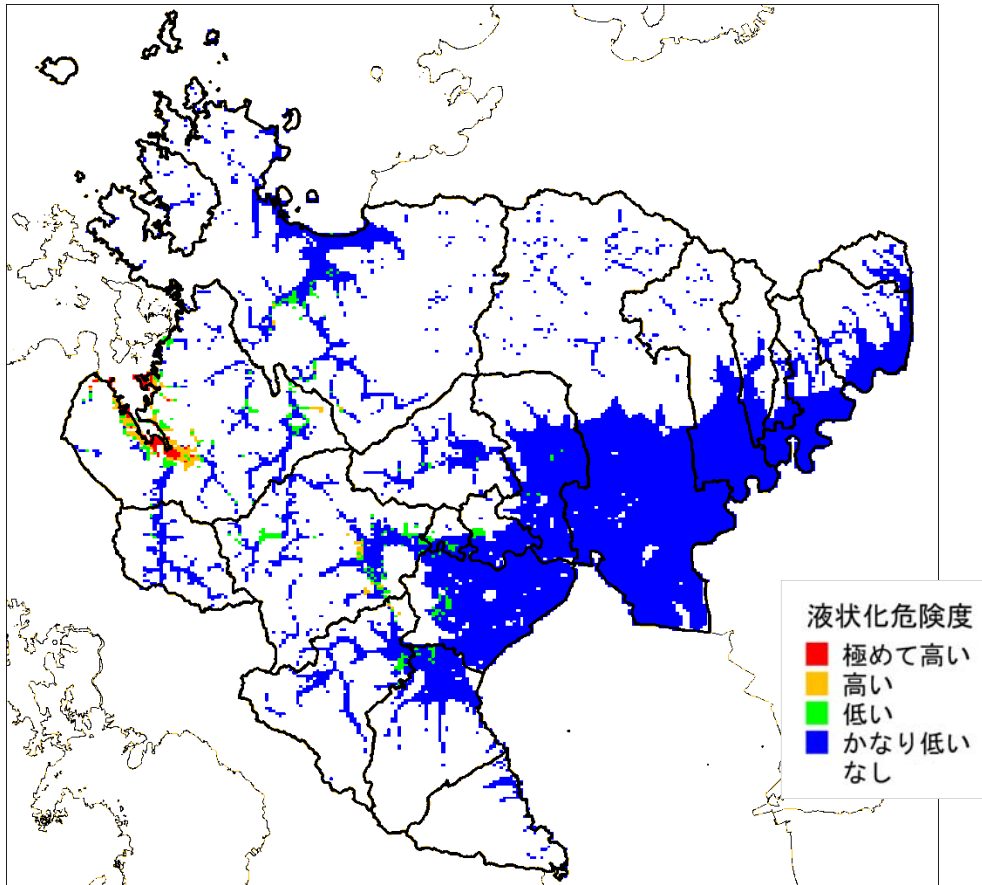 液状化危険度
極めて高い
高い
低い
かなり低い
なし